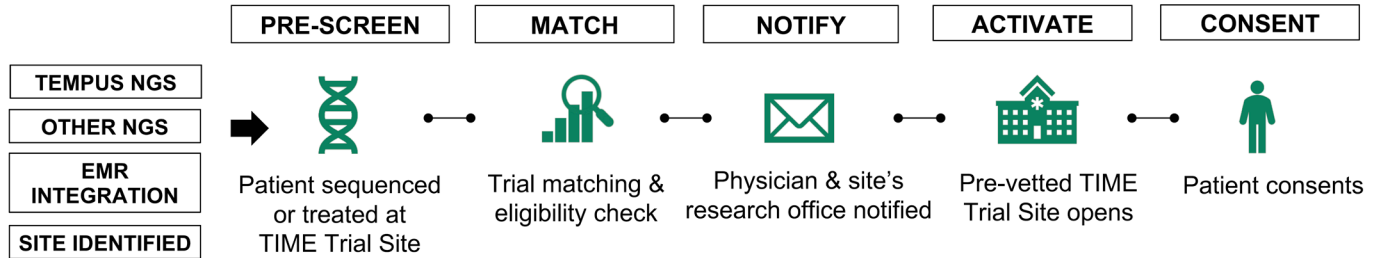 PRE-SCREEN
MATCH
NOTIFY
ACTIVATE
CONSENT
TEMPUS NGS
OTHER NGS
EMR
INTEGRATION
SITE IDENTIFIED
Patient sequenced
or treated at
TIME Trial Site
Trial matching &
eligibility check
Physician & site’s
research office notified
Pre-vetted TIME
Trial Site opens
Patient consents